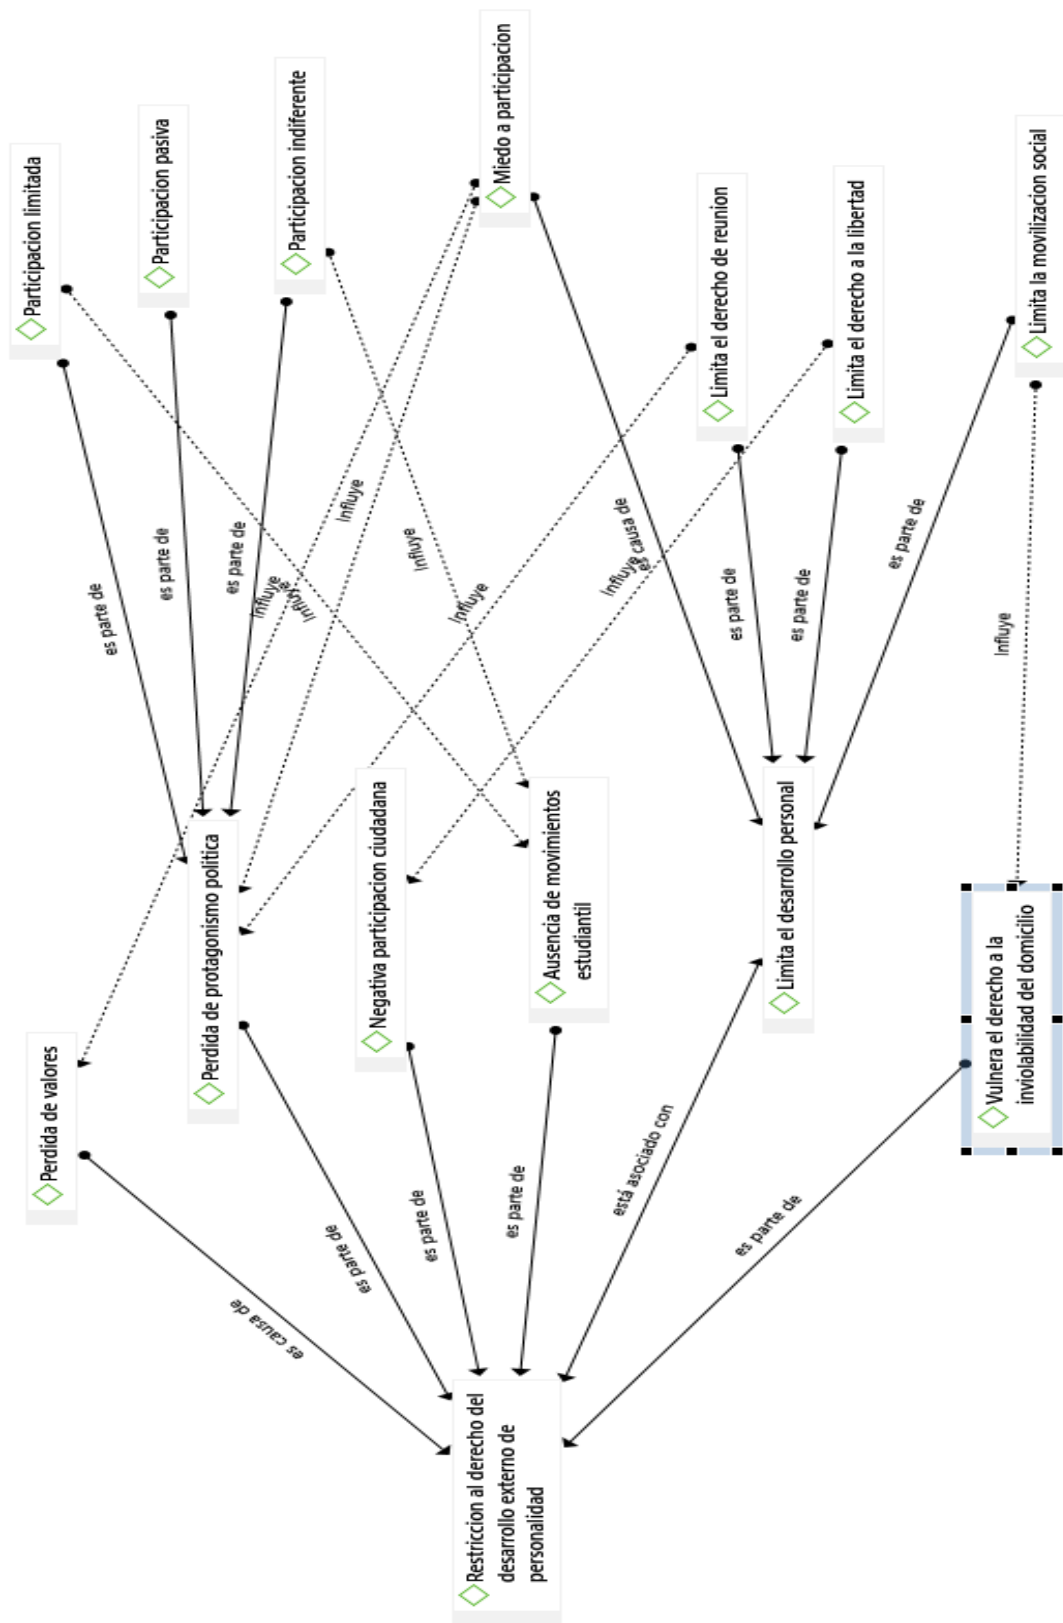 Restriccion al derecho del
desarrollo externo de
personalidad
es causa de
es parte de
es parte de
es parte de
está asociado con
es parte de
Perdida de valores
Perdida de protagonismo politica
Negativa participacion ciudadana
Ausencia de movimientos
estudiantil
Limita el desarrollo personal
Vulnera el derecho a la
inviolabilidad del domicilio
es parte de
es parte de
es parte de
Influye
Influye
Influye
Influye
Influye
Influye
es causa de
es parte de
es parte de
es parte de
Influye
Participacion limitada
Participacion pasiva
Participacion indiferente
Miedo a participacion
Limita el derecho de reunion
Limita el derecho a la libertad
Limita la movilizacion social